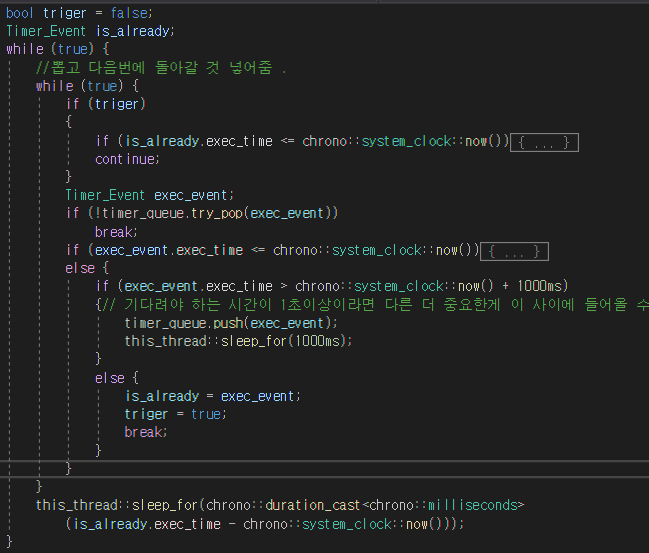 bool triger = false;
Timer_Event is_already;
while (true) {
//뽑고 다음번에 돌아갈 것 넣어줌 .
while (true) {
if (triger)
{
if (is_already.exec_time <= chrono::system_clock::now()){ ... }
continue;
}
Timer_Event exec_event;
if (!timer_queue.try_pop(exec_event))
break;
if (exec_event.exec_time <= chrono::system_clock::now()){ ... }
else {
if (exec_event.exec_time > chrono::system_clock::now() + 1000ms)
{// 기다려야 하는 시간이 1초이상이라면 다른 더 중요한게 이 사이에 들어올 수
timer_queue.push(exec_event);
this_thread::sleep_for(1000ms);
}
else {
is_already = exec_event;
triger = true;
break;
}
}
}
this_thread::sleep_for(chrono::duration_cast<chrono::milliseconds>
(is_already.exec_time - chrono::system_clock::now()));
}